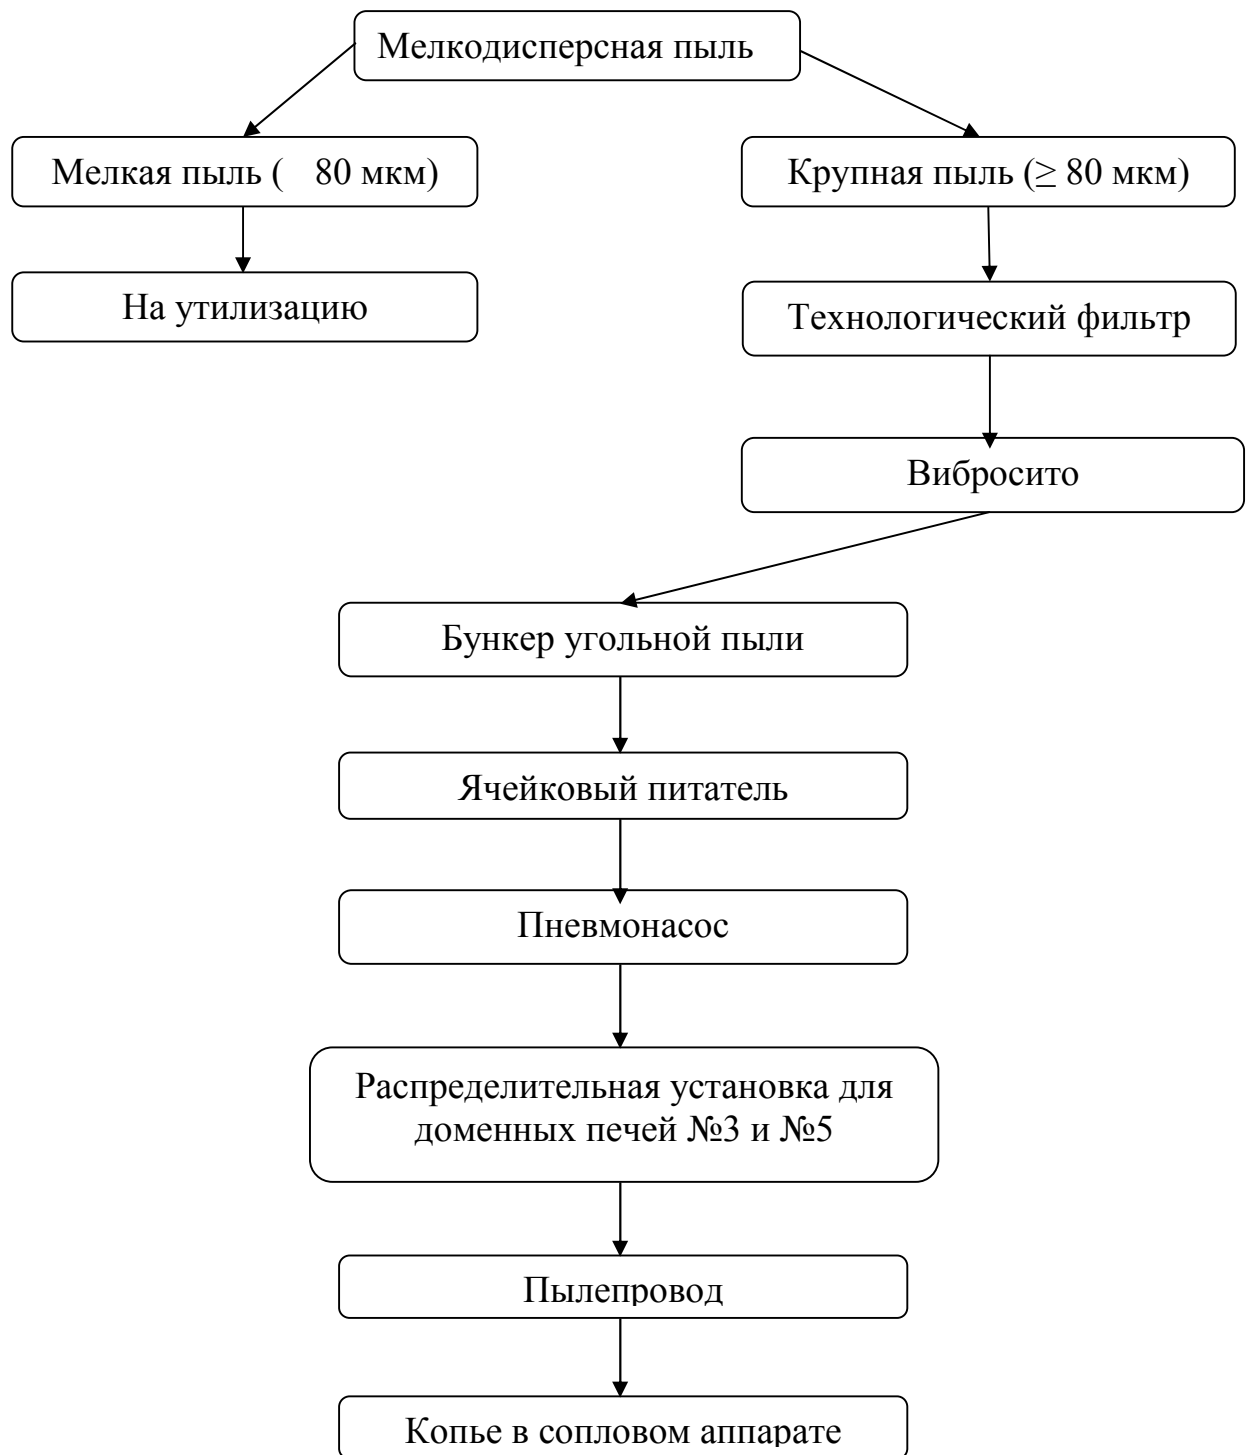 Мелкодисперсная пыль
Мелкая пыль ( 80 мкм)
Крупная пыль (≥ 80 мкм)
На утилизацию
Технологический фильтр
Вибросито
Бункер угольной пыли
Ячейковый питатель
Пневмонасос
Распределительная установка для
доменных печей №3 и №5
Пылепровод
Копье в сопловом аппарате